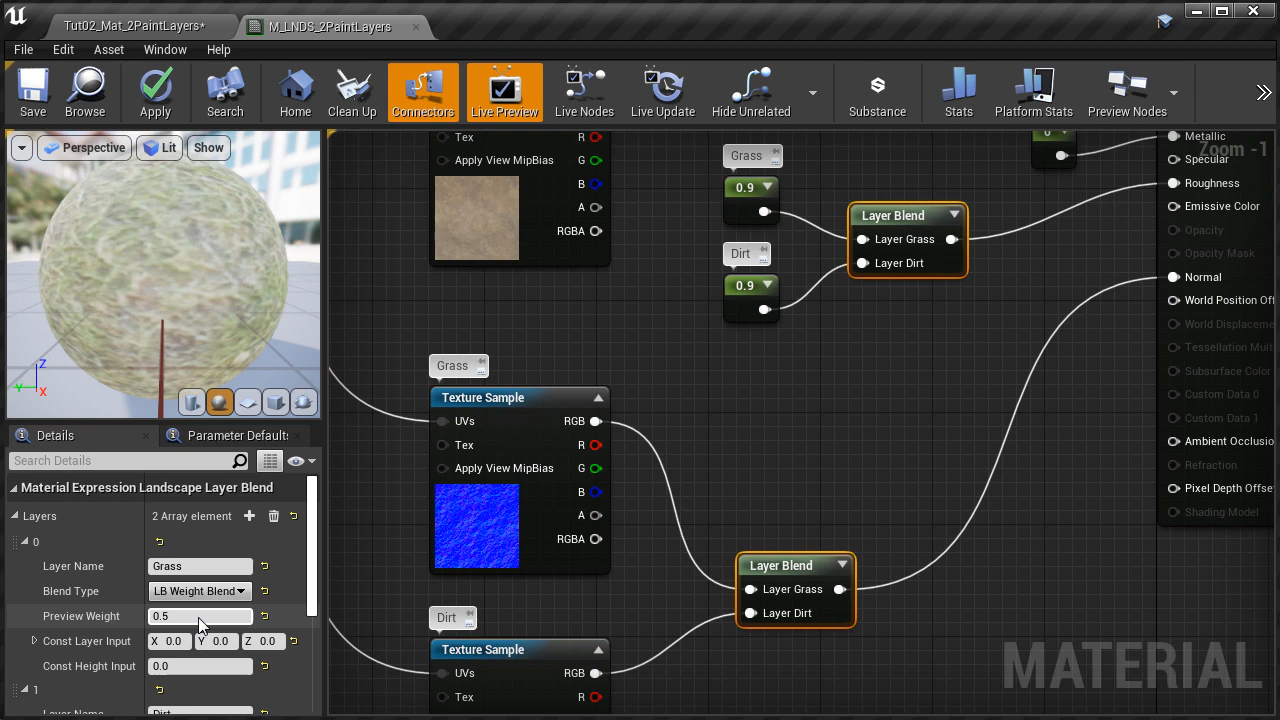 Tut02_Mat_2PaintLayers*
M_LNDS_2PaintLayers
File Edit Asset Window Help
Save
Browse
Apply
Search
Home
Clean Up
Connectors
Live Preview
Live Nodes
Live Update
Hide Unrelated
Substance
Stats
Platform Stats
Preview Nodes
Perspective
Lit
Show
Z
Y
X
Details
Parameter Defaults
Search Details
Material Expression Landscape Layer Blend
Layers 2 Array element
0
Layer Name Grass
Blend Type LB Weight Blend
Preview Weight 0.5
Const Layer Input X 0.0 Y 0.0 Z 0.0
Const Height Input 0.0
1
Layer Name Dirt
Tex R
Apply View MipBias G
B
A
RGBA
Grass
0.9
Dirt
0.9
Layer Blend
Layer Grass
Layer Dirt
0
Zoom -1
Metallic
Specular
Roughness
Emissive Color
Opacity
Opacity Mask
Normal
World Position Off
World Displaceme
Tessellation Mult
Subsurface Color
Custom Data 0
Custom Data 1
Ambient Occlusio
Refraction
Pixel Depth Offse
Shading Model
Grass
Texture Sample
UVs RGB
Tex R
Apply View MipBias G
B
A
RGBA
Layer Blend
Layer Grass
Layer Dirt
Dirt
Texture Sample
UVs RGB
Tex R
MATERIAL